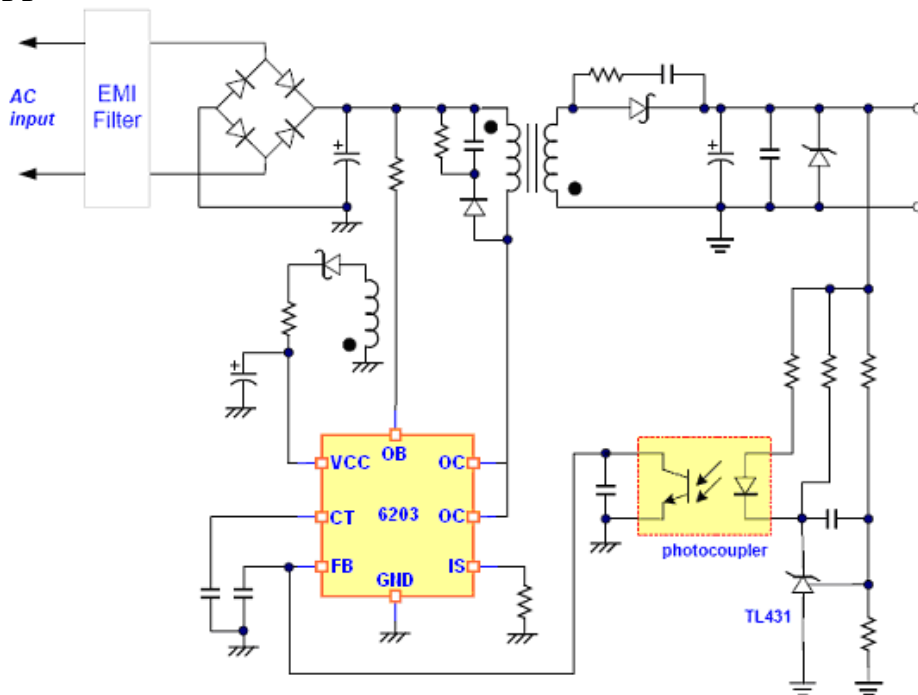 AC
input
EMI
Filter
+
+
+
OB
VCC
OC
CT
6203
OC
FB
IS
GND
photocoupler
TL431